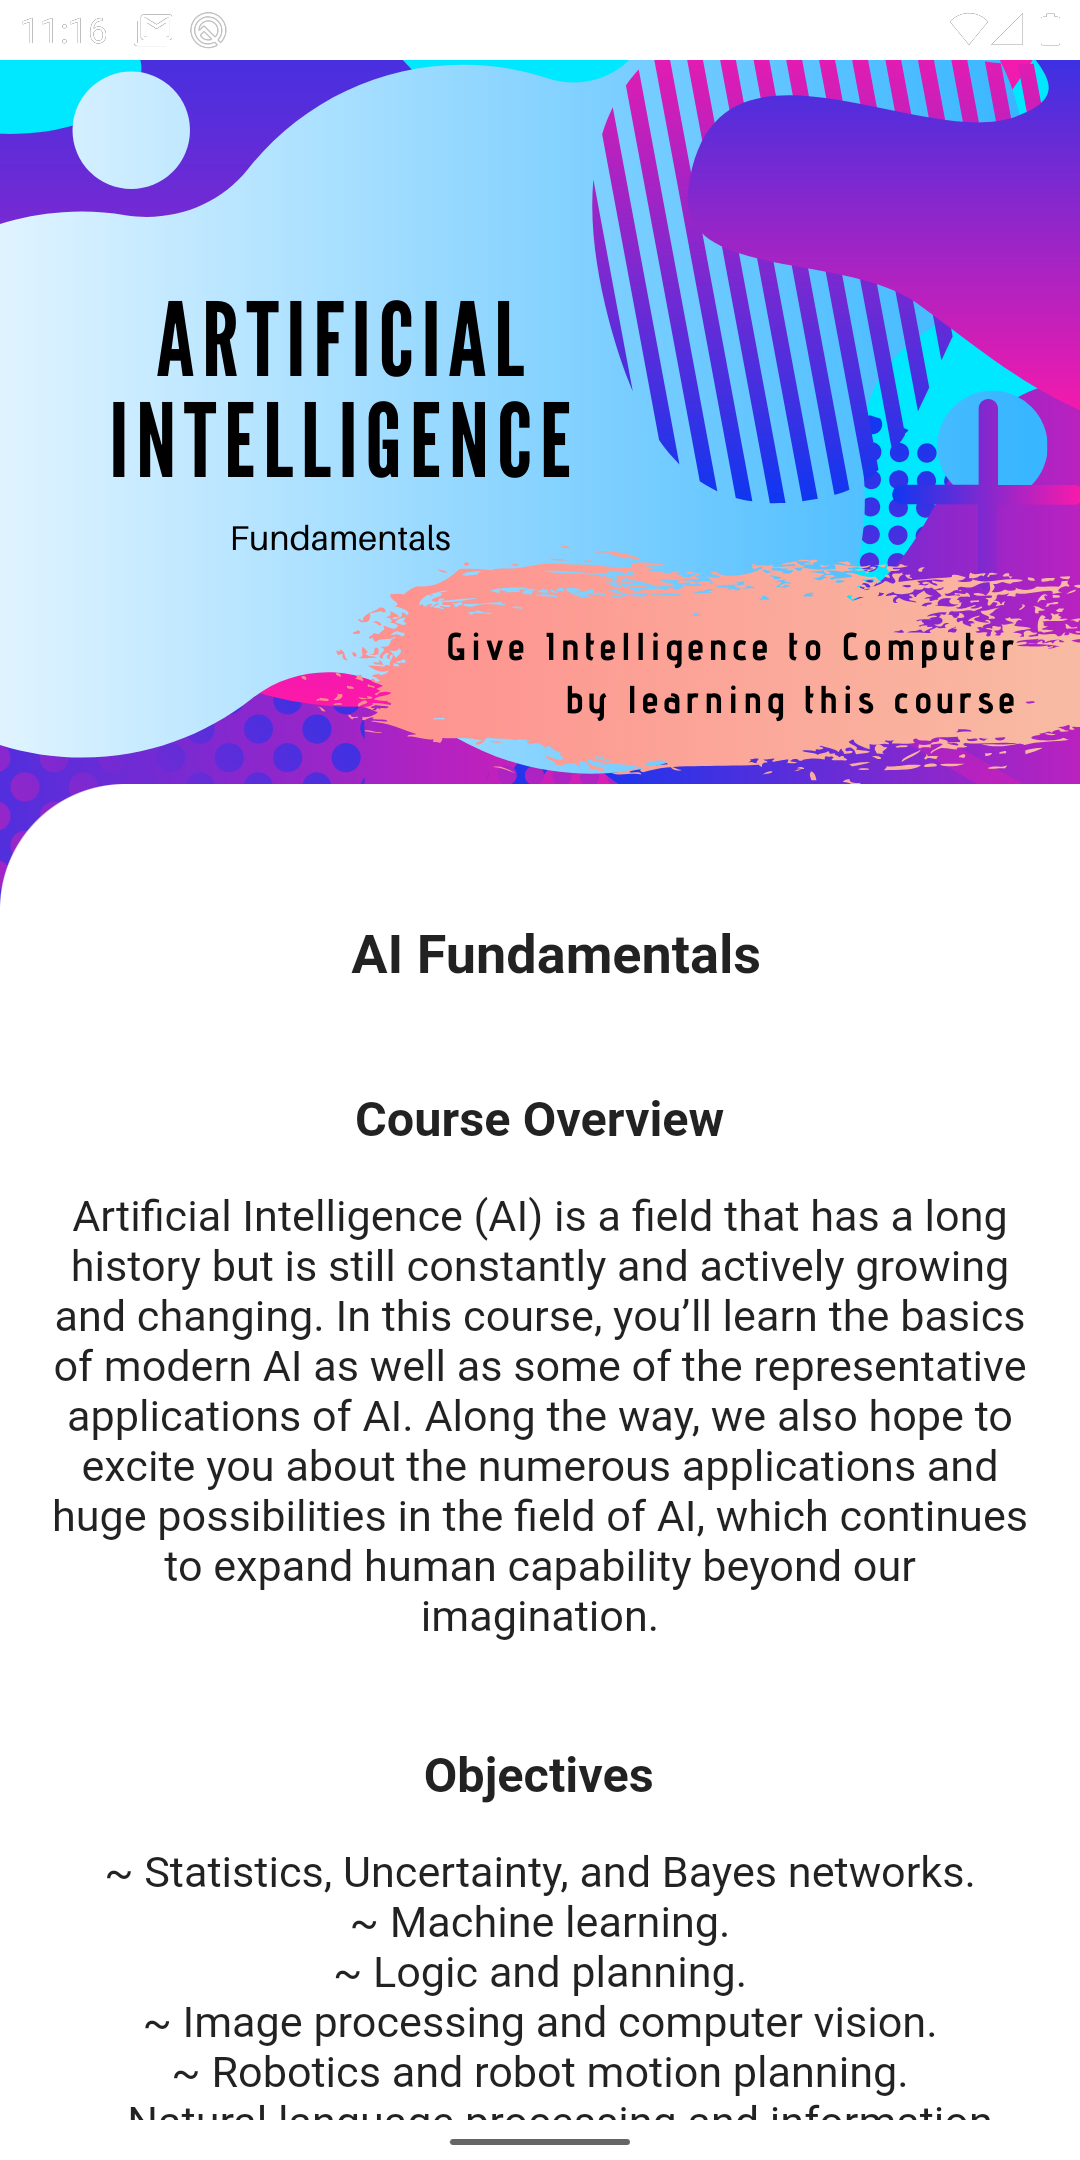 11:16
ARTIFICIAL
INTELLIGENCE
Fundamentals
Give Intelligence to Computer
by learning this course
AI Fundamentals
Course Overview
Artificial Intelligence (AI) is a field that has a long
history but is still constantly and actively growing
and changing. In this course, you’ll learn the basics
of modern AI as well as some of the representative
applications of AI. Along the way, we also hope to
excite you about the numerous applications and
huge possibilities in the field of AI, which continues
to expand human capability beyond our
imagination.
Objectives
~ Statistics, Uncertainty, and Bayes networks.
~ Machine learning.
~ Logic and planning.
~ Image processing and computer vision.
~ Robotics and robot motion planning.
Natural language processing and information